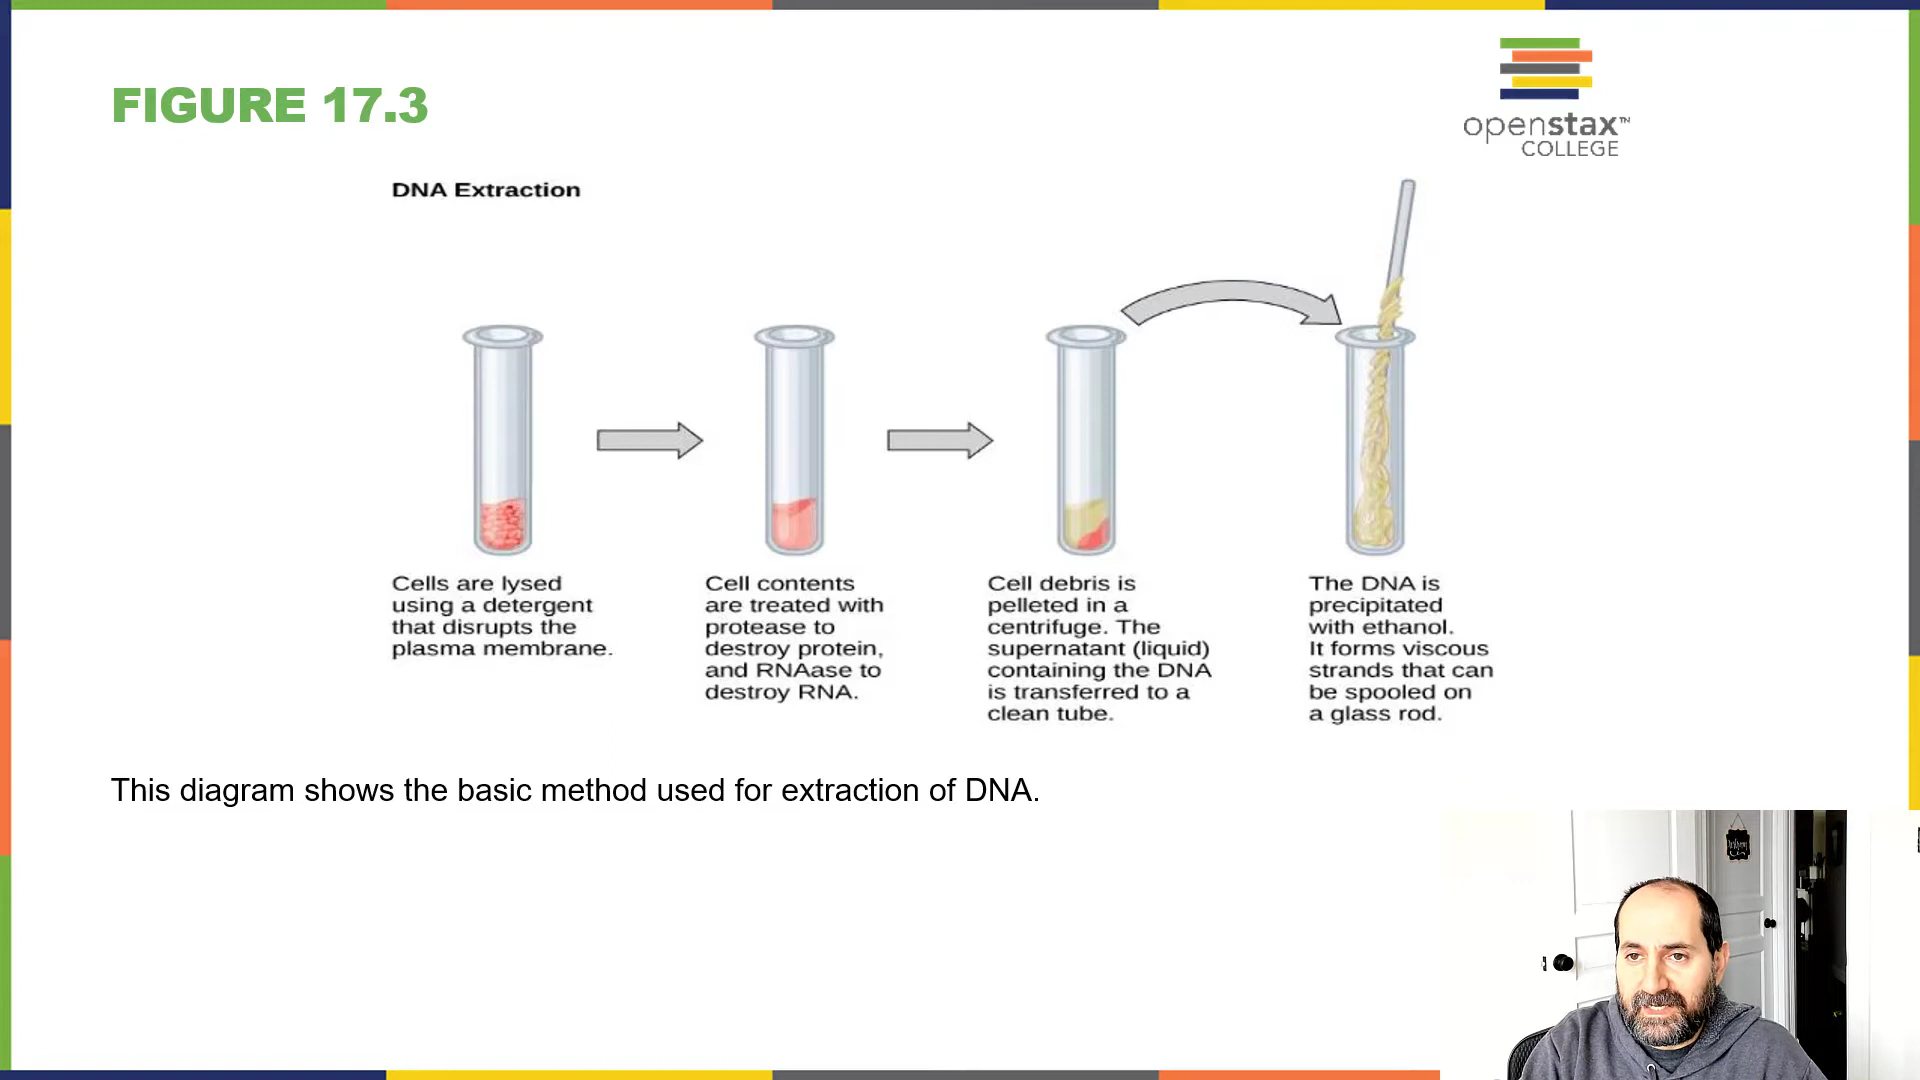 FIGURE 17.3
openstax™
COLLEGE
DNA Extraction
Cells are lysed
using a detergent
that disrupts the
plasma membrane.
Cell contents
are treated with
protease to
destroy protein,
and RNAase to
destroy RNA.
Cell debris is
pelleted in a
centrifuge. The
supernatant (liquid)
containing the DNA
is transferred to a
clean tube.
The DNA is
precipitated
with ethanol.
It forms viscous
strands that can
be spooled on
a glass rod.
This diagram shows the basic method used for extraction of DNA.